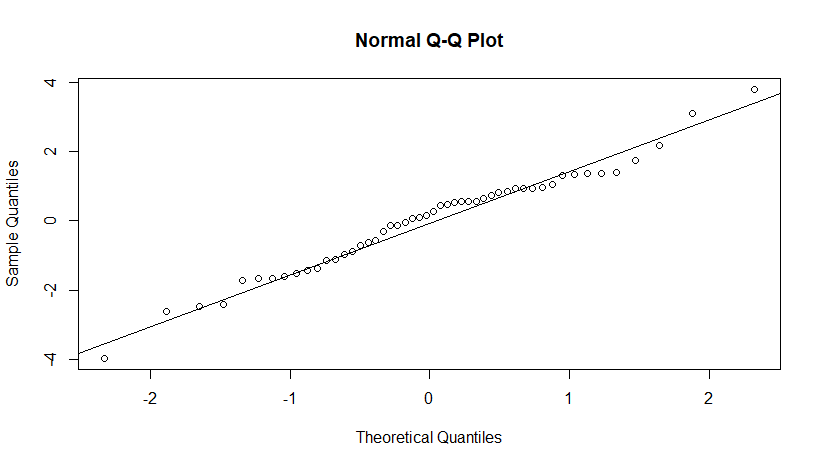 Normal Q-Q Plot
4
2
0
-2
-4
Sample Quantiles
-2 -1 0 1 2
Theoretical Quantiles